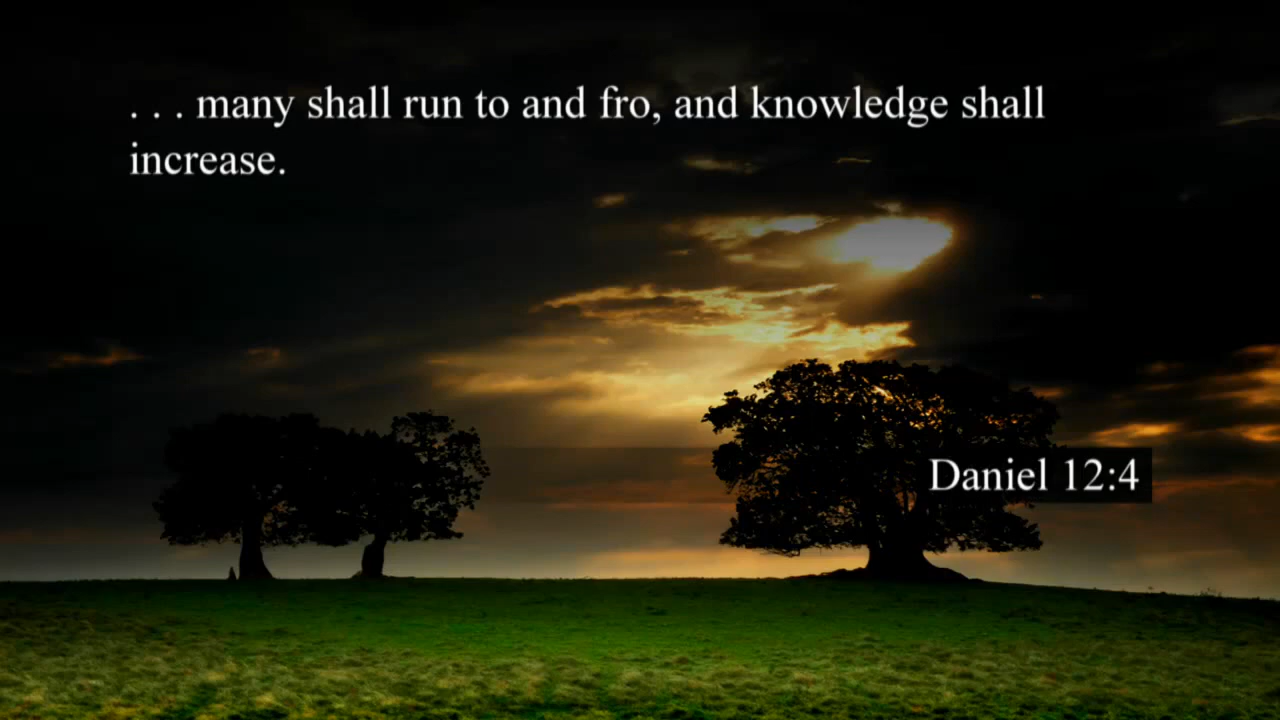 . . . many shall run to and fro, and knowledge shall
increase.
Daniel 12:4